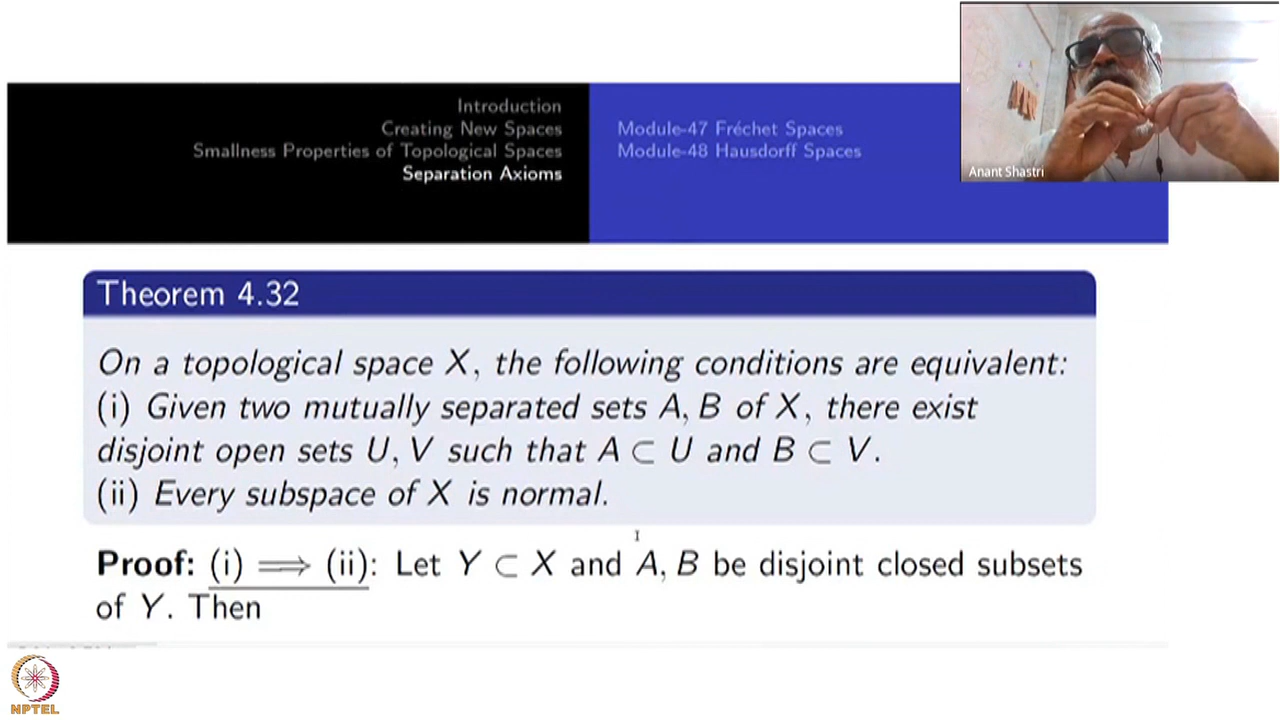 Introduction
Creating New Spaces
Smallness Properties of Topological Spaces
Separation Axioms
Module-47 Fréchet Spaces
Module-48 Hausdorff Spaces
Anant Shastri
Theorem 4.32
On a topological space X, the following conditions are equivalent:
(i) Given two mutually separated sets A, B of X, there exist
disjoint open sets U, V such that A ⊂ U and B ⊂ V.
(ii) Every subspace of X is normal.
Proof: (i) ⟹ (ii): Let Y ⊂ X and A, B be disjoint closed subsets
of Y. Then
NPTEL